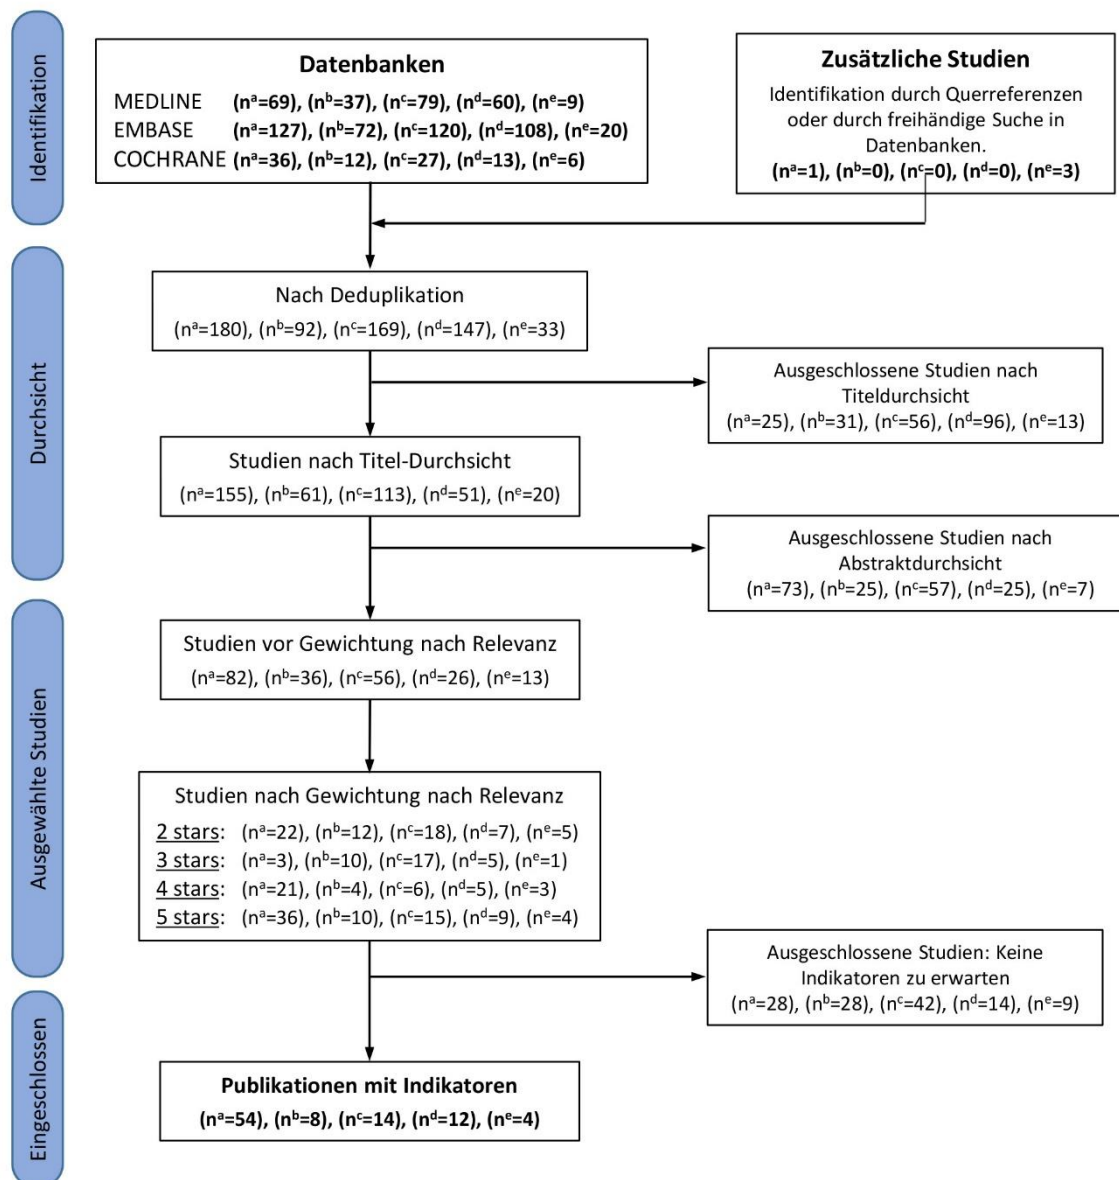 Identifikation
Datenbanken
MEDLINE (nᵃ=69), (nᵇ=37), (nᶜ=79), (nᵈ=60), (nᵉ=9)
EMBASE (nᵃ=127), (nᵇ=72), (nᶜ=120), (nᵈ=108), (nᵉ=20)
COCHRANE (nᵃ=36), (nᵇ=12), (nᶜ=27), (nᵈ=13), (nᵉ=6)
Zusätzliche Studien
Identifikation durch Querreferenzen
oder durch freihändige Suche in
Datenbanken.
(nᵃ=1), (nᵇ=0), (nᶜ=0), (nᵈ=0), (nᵉ=3)
Durchsicht
Nach Deduplikation
(nᵃ=180), (nᵇ=92), (nᶜ=169), (nᵈ=147), (nᵉ=33)
Ausgeschlossene Studien nach
Titeldurchsicht
(nᵃ=25), (nᵇ=31), (nᶜ=56), (nᵈ=96), (nᵉ=13)
Studien nach Titel-Durchsicht
(nᵃ=155), (nᵇ=61), (nᶜ=113), (nᵈ=51), (nᵉ=20)
Ausgeschlossene Studien nach
Abstraktdurchsicht
(nᵃ=73), (nᵇ=25), (nᶜ=57), (nᵈ=25), (nᵉ=7)
Ausgewählte Studien
Studien vor Gewichtung nach Relevanz
(nᵃ=82), (nᵇ=36), (nᶜ=56), (nᵈ=26), (nᵉ=13)
Studien nach Gewichtung nach Relevanz
2 stars: (nᵃ=22), (nᵇ=12), (nᶜ=18), (nᵈ=7), (nᵉ=5)
3 stars: (nᵃ=3), (nᵇ=10), (nᶜ=17), (nᵈ=5), (nᵉ=1)
4 stars: (nᵃ=21), (nᵇ=4), (nᶜ=6), (nᵈ=5), (nᵉ=3)
5 stars: (nᵃ=36), (nᵇ=10), (nᶜ=15), (nᵈ=9), (nᵉ=4)
Ausgeschlossene Studien: Keine
Indikatoren zu erwarten
(nᵃ=28), (nᵇ=28), (nᶜ=42), (nᵈ=14), (nᵉ=9)
Eingeschlossen
Publikationen mit Indikatoren
(nᵃ=54), (nᵇ=8), (nᶜ=14), (nᵈ=12), (nᵉ=4)